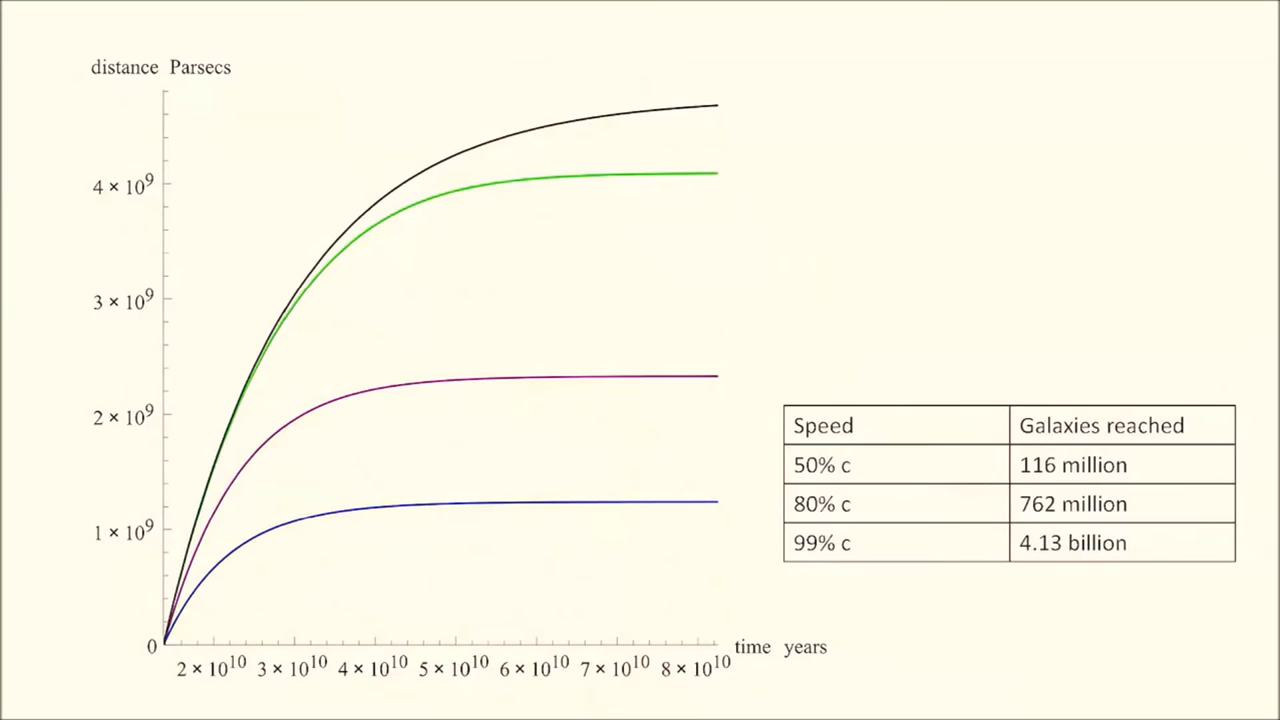 distance Parsecs
4 × 10⁹
3 × 10⁹
2 × 10⁹
1 × 10⁹
0
2 × 10¹⁰ 3 × 10¹⁰ 4 × 10¹⁰ 5 × 10¹⁰ 6 × 10¹⁰ 7 × 10¹⁰ 8 × 10¹⁰
time years
Speed Galaxies reached
50% c 116 million
80% c 762 million
99% c 4.13 billion